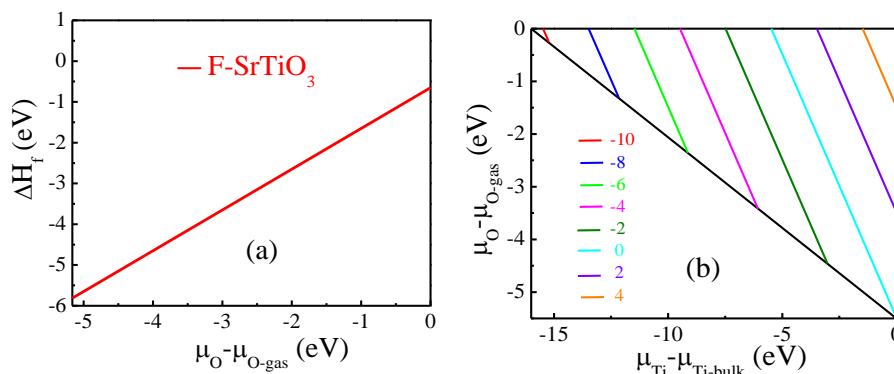 1
0
-1
-2
-3
-4
-5
-6
ΔH_f (eV)
F-SrTiO_3
(a)
-5 -4 -3 -2 -1 0
μ_O-μ_O-gas (eV)
(b)
0
-1
-2
-3
-4
-5
μ_O-μ_O-gas (eV)
-10
-8
-6
-4
-2
0
2
4
(b)
-15 -10 -5 0
μ_Ti-μ_Ti-bulk (eV)